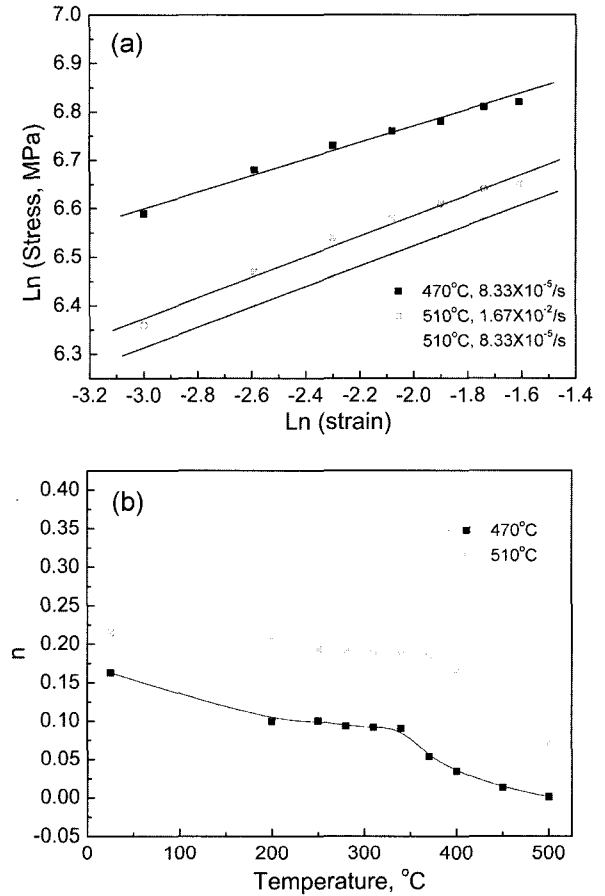 7.0
(a)
6.9
6.8
6.7
6.6
6.5
6.4
6.3
Ln (Stress, MPa)
470°C, 8.33X10⁻⁵/s
510°C, 1.67X10⁻²/s
510°C, 8.33X10⁻⁵/s
-3.2 -3.0 -2.8 -2.6 -2.4 -2.2 -2.0 -1.8 -1.6 -1.4
Ln (strain)
(b)
0.40
0.35
0.30
0.25
0.20
0.15
0.10
0.05
0.00
-0.05
n
470°C
510°C
0 100 200 300 400 500
Temperature, °C